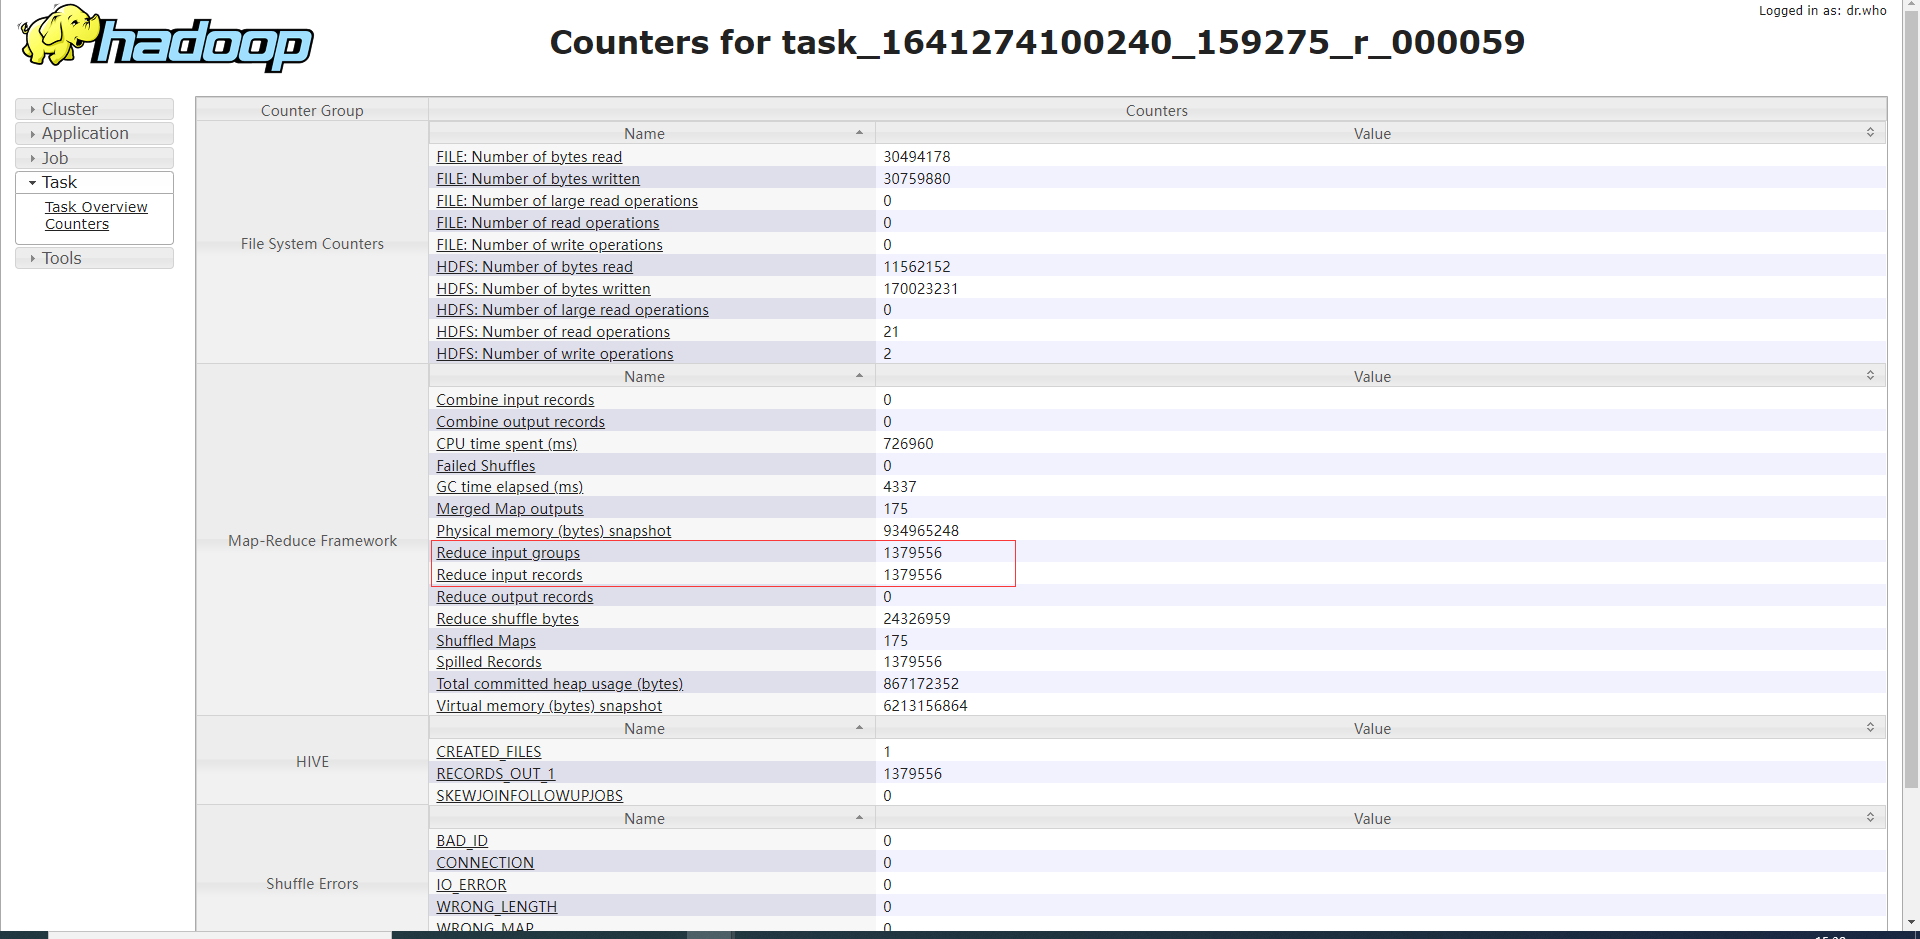 Logged in as: dr.who
hadoop
Counters for task_1641274100240_159275_r_000059
Cluster
Application
Job
Task
Task Overview
Counters
Tools
Counter Group Counters
File System Counters
Name Value
FILE: Number of bytes read 30494178
FILE: Number of bytes written 30759880
FILE: Number of large read operations 0
FILE: Number of read operations 0
FILE: Number of write operations 0
HDFS: Number of bytes read 11562152
HDFS: Number of bytes written 170023231
HDFS: Number of large read operations 0
HDFS: Number of read operations 21
HDFS: Number of write operations 2
Map-Reduce Framework
Name Value
Combine input records 0
Combine output records 0
CPU time spent (ms) 726960
Failed Shuffles 0
GC time elapsed (ms) 4337
Merged Map outputs 175
Physical memory (bytes) snapshot 934965248
Reduce input groups 1379556
Reduce input records 1379556
Reduce output records 0
Reduce shuffle bytes 24326959
Shuffled Maps 175
Spilled Records 1379556
Total committed heap usage (bytes) 867172352
Virtual memory (bytes) snapshot 6213156864
HIVE
Name Value
CREATED_FILES 1
RECORDS_OUT_1 1379556
SKEWJOINFOLLOWUPJOBS 0
Shuffle Errors
Name Value
BAD_ID 0
CONNECTION 0
IO_ERROR 0
WRONG_LENGTH 0
WRONG_MAP 0